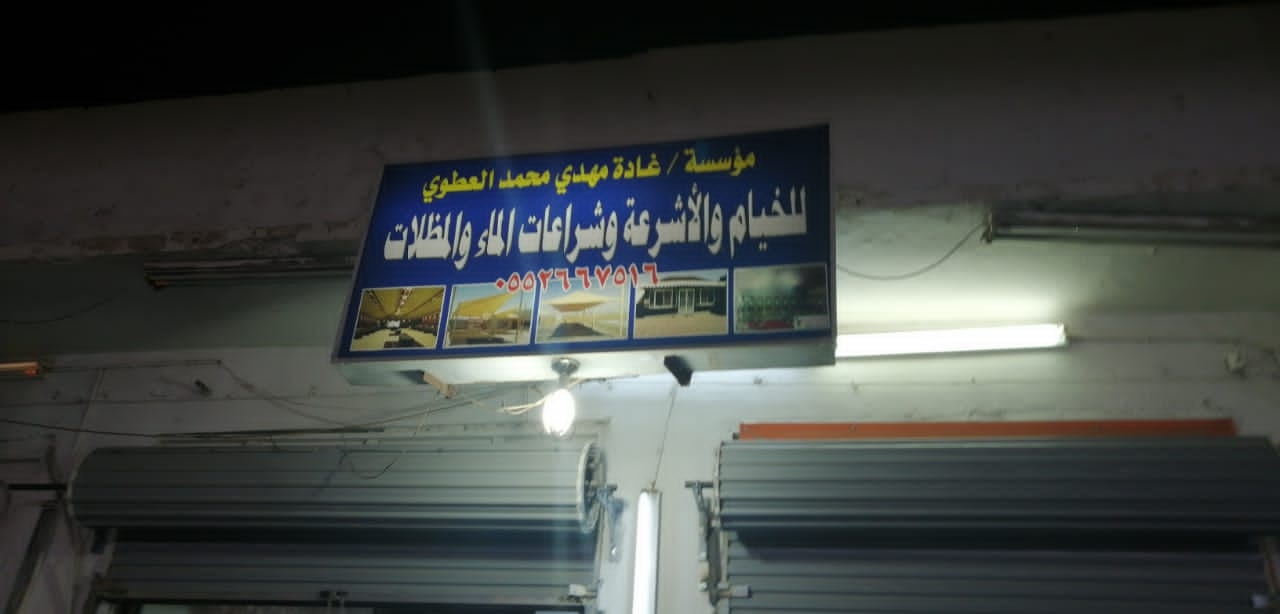 مؤسسة / غادة مهدي محمد العطوي
للخيام والأشرعة وشراعات الماء والمظلات
٠٥٥٢٦٦٧٥١٦